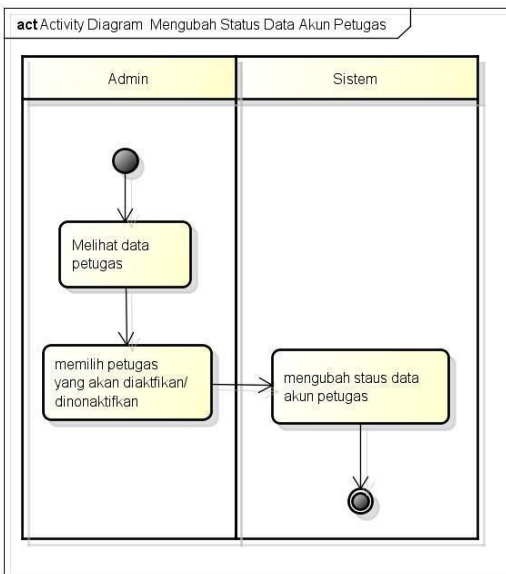 act Activity Diagram Mengubah Status Data Akun Petugas
Admin
Sistem
Melihat data
petugas
memilih petugas
yang akan diaktfikan/
dinonaktifkan
mengubah staus data
akun petugas